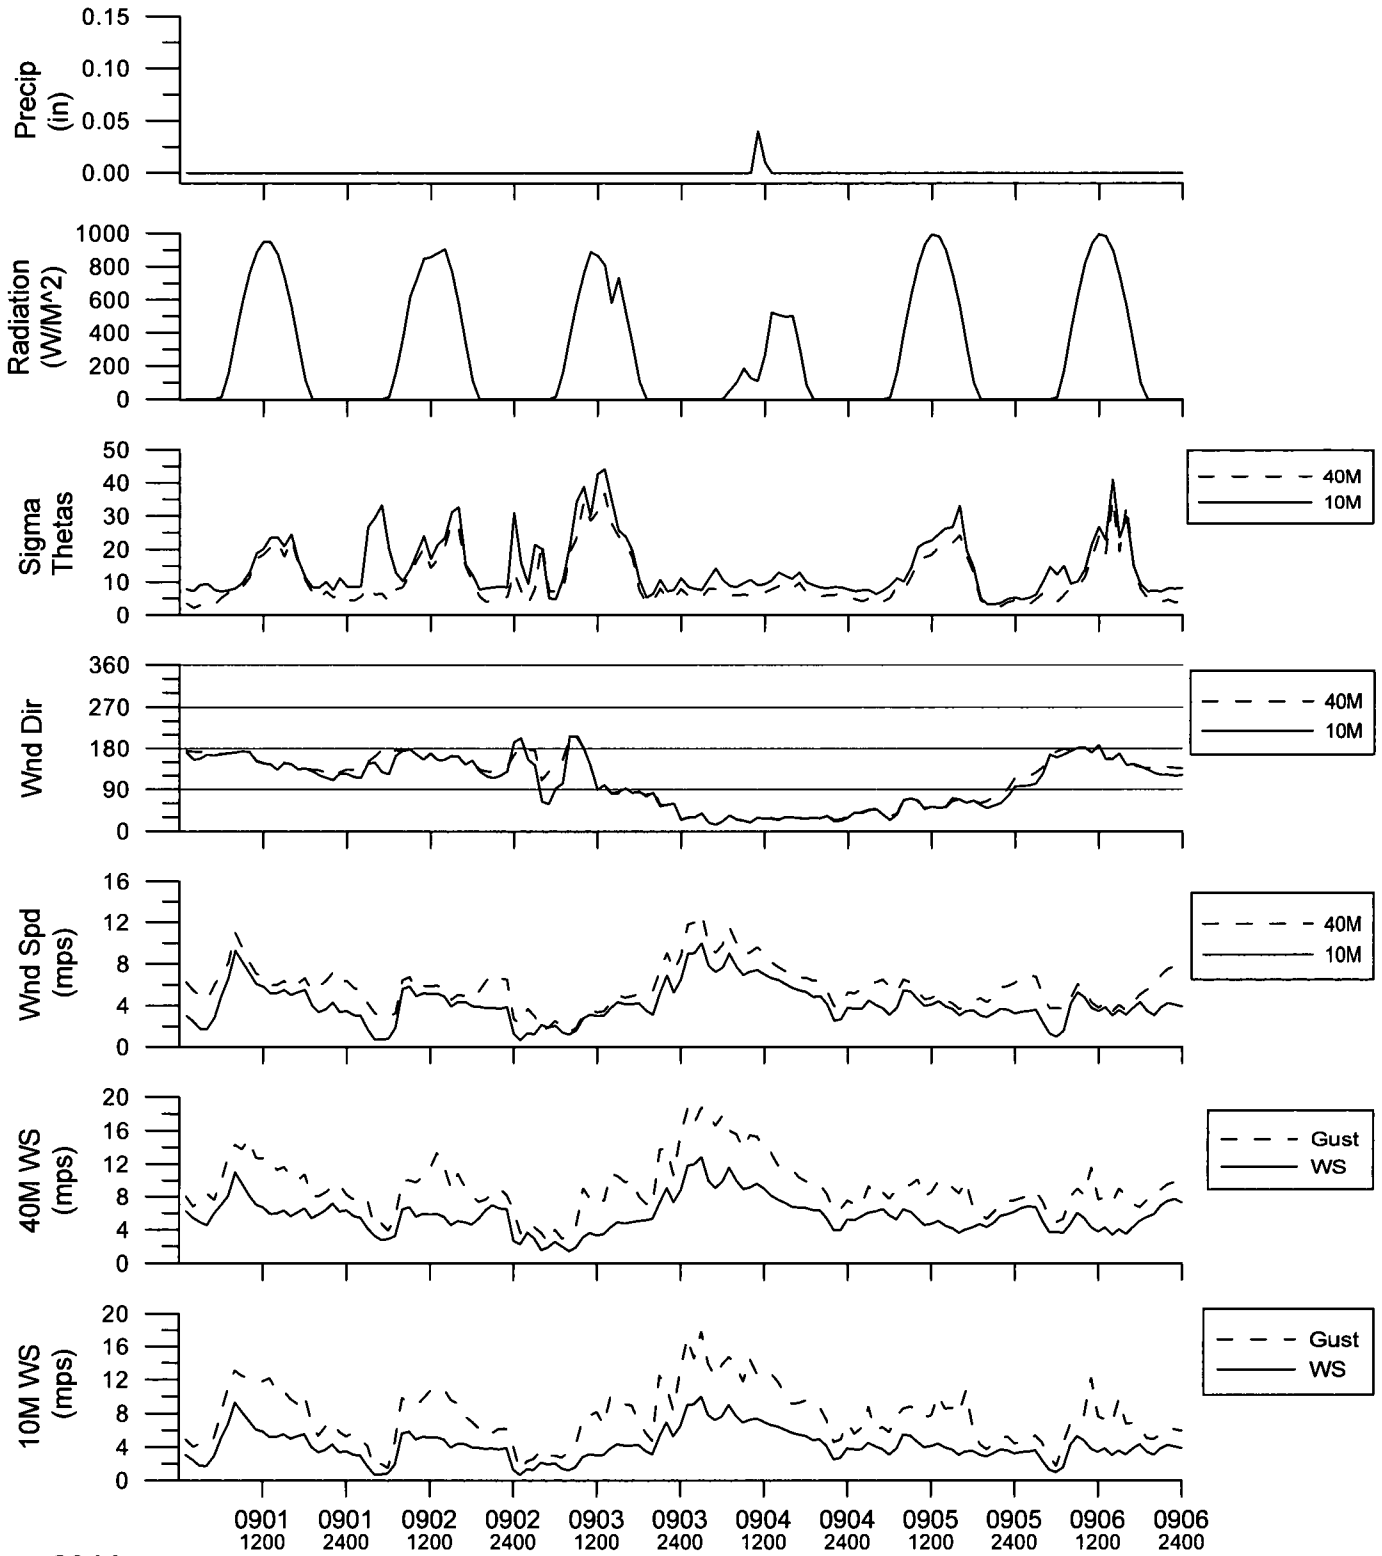 0.15
0.10
0.05
0.00
Precip
(in)
1000
800
600
400
200
0
Radiation
(W/M^2)
50
40
30
20
10
0
Sigma
Thetas
40M
10M
360
270
180
90
0
Wnd Dir
40M
10M
16
12
8
4
0
Wnd Spd
(mps)
40M
10M
20
16
12
8
4
0
40M WS
(mps)
Gust
WS
20
16
12
8
4
0
10M WS
(mps)
Gust
WS
0901 0901 0902 0902 0903 0903 0904 0904 0905 0905 0906 0906
1200 2400 1200 2400 1200 2400 1200 2400 1200 2400 1200 2400